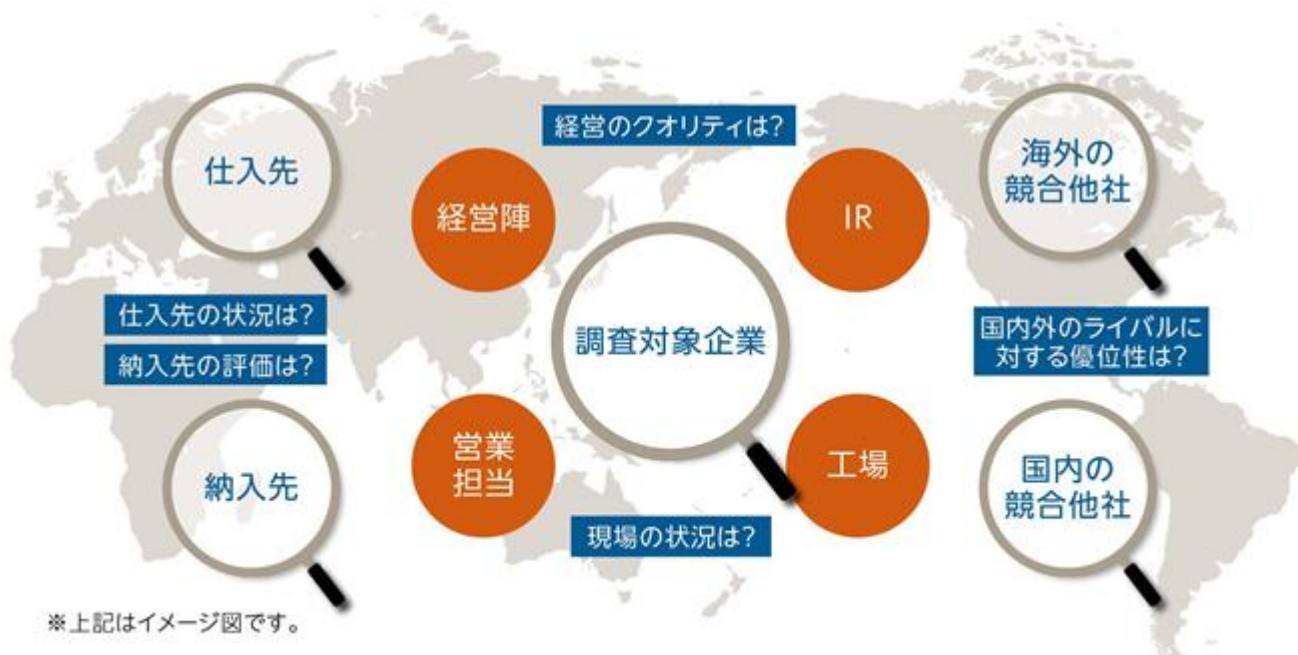 経営のクオリティは?
仕入先
海外の
競合他社
経営陣
IR
仕入先の状況は?
納入先の評価は?
調査対象企業
国内外のライバルに
対する優位性は?
納入先
営業
担当
工場
国内の
競合他社
現場の状況は?
※上記はイメージ図です。